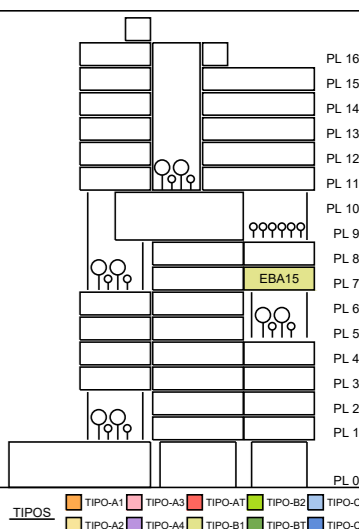 PL 16
PL 15
PL 14
PL 13
PL 12
PL 11
PL 10
PL 9
PL 8
EBA15 PL 7
PL 6
PL 5
PL 4
PL 3
PL 2
PL 1
PL 0
TIPOS
TIPO-A1 TIPO-A3 TIPO-AT TIPO-B2
TIPO-A2 TIPO-A4 TIPO-B1 TIPO-BT